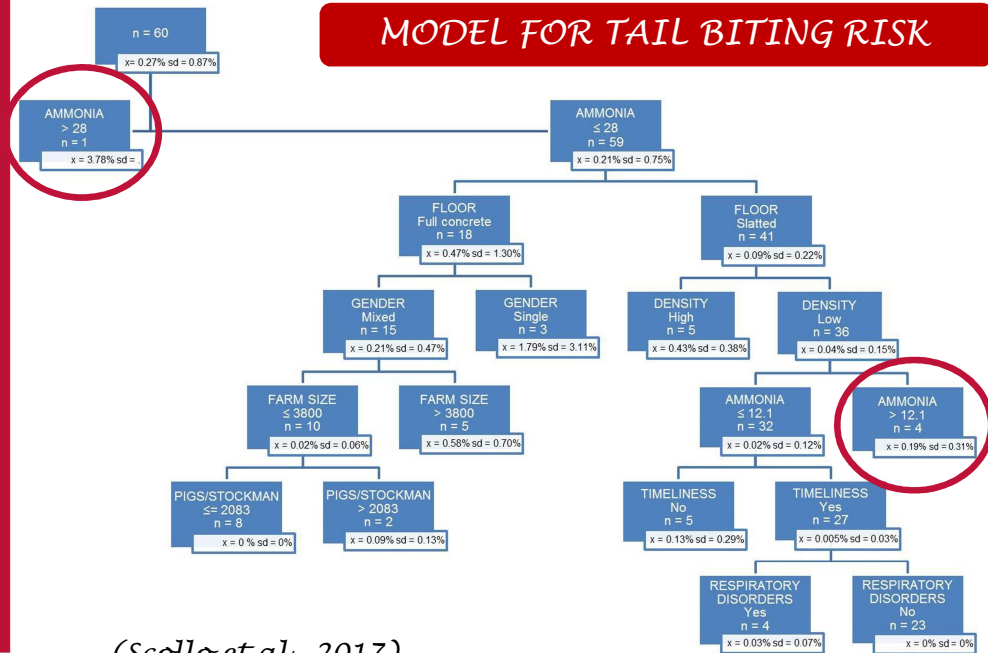 MODEL FOR TAIL BITING RISK
n = 60
x= 0.27% sd = 0.87%
AMMONIA
> 28
n = 1
x = 3.78% sd = .
AMMONIA
≤ 28
n = 59
x = 0.21% sd = 0.75%
FLOOR
Full concrete
n = 18
x = 0.47% sd = 1.30%
FLOOR
Slatted
n = 41
x = 0.09% sd = 0.22%
GENDER
Mixed
n = 15
x = 0.21% sd = 0.47%
GENDER
Single
n = 3
x = 1.79% sd = 3.11%
DENSITY
High
n = 5
x = 0.43% sd = 0.38%
DENSITY
Low
n = 36
x = 0.04% sd = 0.15%
FARM SIZE
≤ 3800
n = 10
x = 0.02% sd = 0.06%
FARM SIZE
> 3800
n = 5
x = 0.58% sd = 0.70%
AMMONIA
≤ 12.1
n = 32
x = 0.02% sd = 0.12%
AMMONIA
> 12.1
n = 4
x = 0.19% sd = 0.31%
PIGS/STOCKMAN
<= 2083
n = 8
x = 0 % sd = 0%
PIGS/STOCKMAN
> 2083
n = 2
x = 0.09% sd = 0.13%
TIMELINESS
No
n = 5
x = 0.13% sd = 0.29%
TIMELINESS
Yes
n = 27
x = 0.005% sd = 0.03%
RESPIRATORY
DISORDERS
Yes
n = 4
x = 0.03% sd = 0.07%
RESPIRATORY
DISORDERS
No
n = 23
x = 0% sd = 0%
(Scollo et al., 2017)